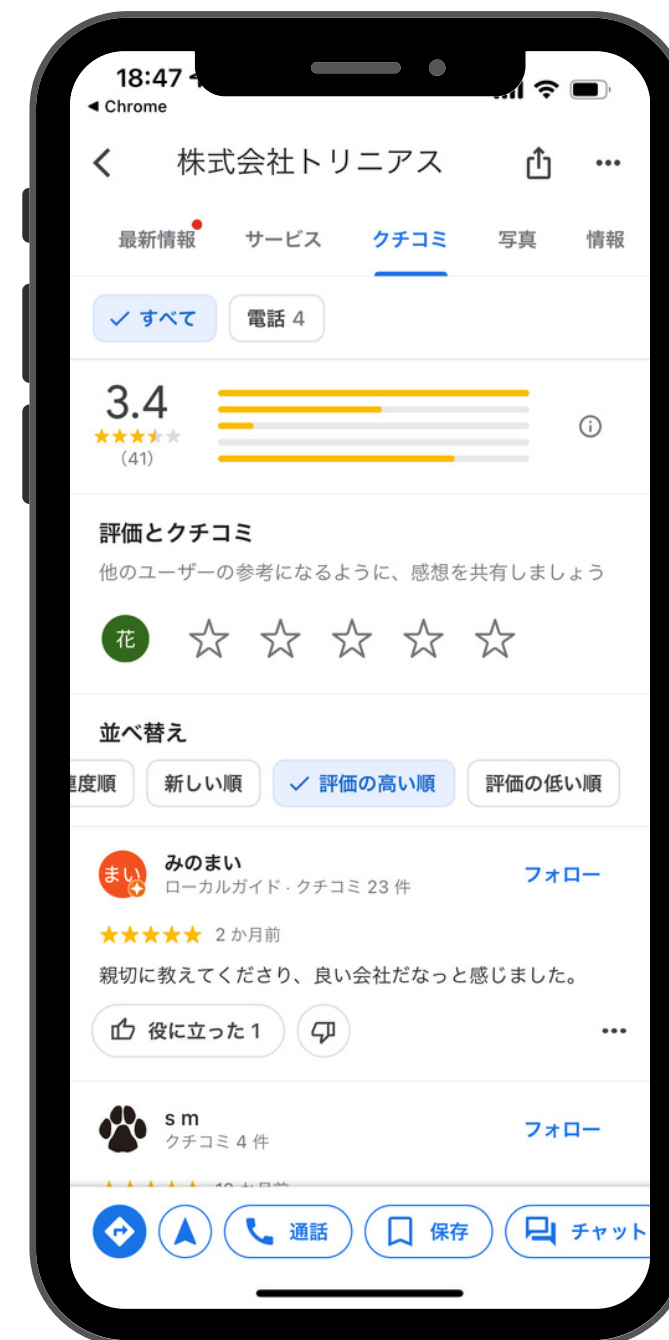 18:47
◀ Chrome
株式会社トリニアス
最新情報 サービス クチコミ 写真 情報
すべて 電話 4
3.4
(41)
評価とクチコミ
他のユーザーの参考になるように、感想を共有しましょう
花
並べ替え
度順 新しい順 評価の高い順 評価の低い順
まい みのまい
ローカルガイド · クチコミ 23 件
フォロー
2 か月前
親切に教えてくださり、良い会社だなっと感じました。
役に立った 1
s m
クチコミ 4 件
フォロー
通話 保存 チャット